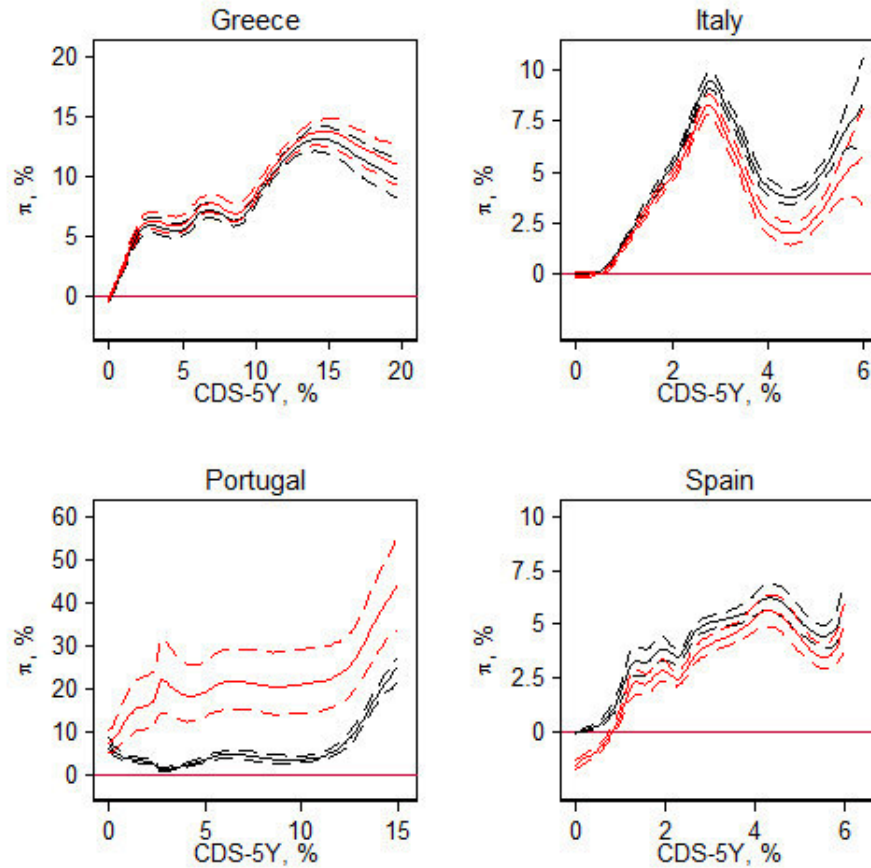 Greece
20
15
10
5
0
π, %
0 5 10 15 20
CDS-5Y, %
Italy
10
7.5
5
2.5
0
π, %
0 2 4 6
CDS-5Y, %
Portugal
60
50
40
30
20
10
0
π, %
0 5 10 15
CDS-5Y, %
Spain
10
7.5
5
2.5
0
π, %
0 2 4 6
CDS-5Y, %